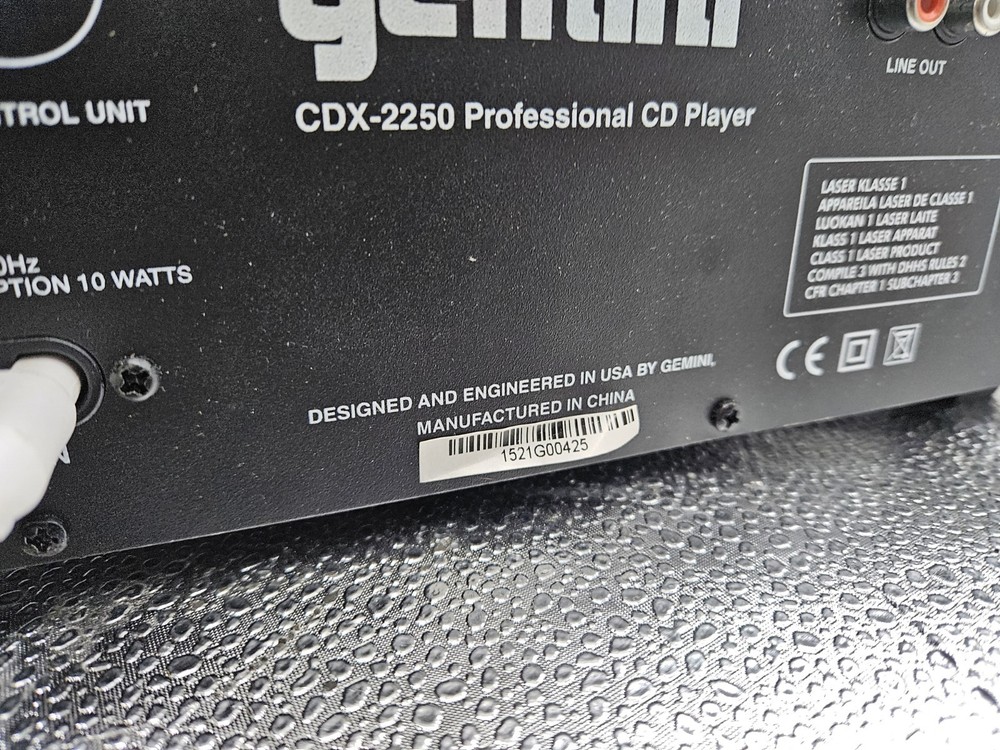 gemini
LINE OUT
TROL UNIT
CDX-2250 Professional CD Player
LASER KLASSE 1
APPAREILA LASER DE CLASSE 1
LUOKAN 1 LASER LAITE
KLASS 1 LASER APPARAT
CLASS 1 LASER PRODUCT
COMPILE 3 WITH DHHS RULES 2
CFR CHAPTER 1 SUBCHAPTER 3
0Hz
PTION 10 WATTS
CE
DESIGNED AND ENGINEERED IN USA BY GEMINI,
MANUFACTURED IN CHINA
1521G00425
N